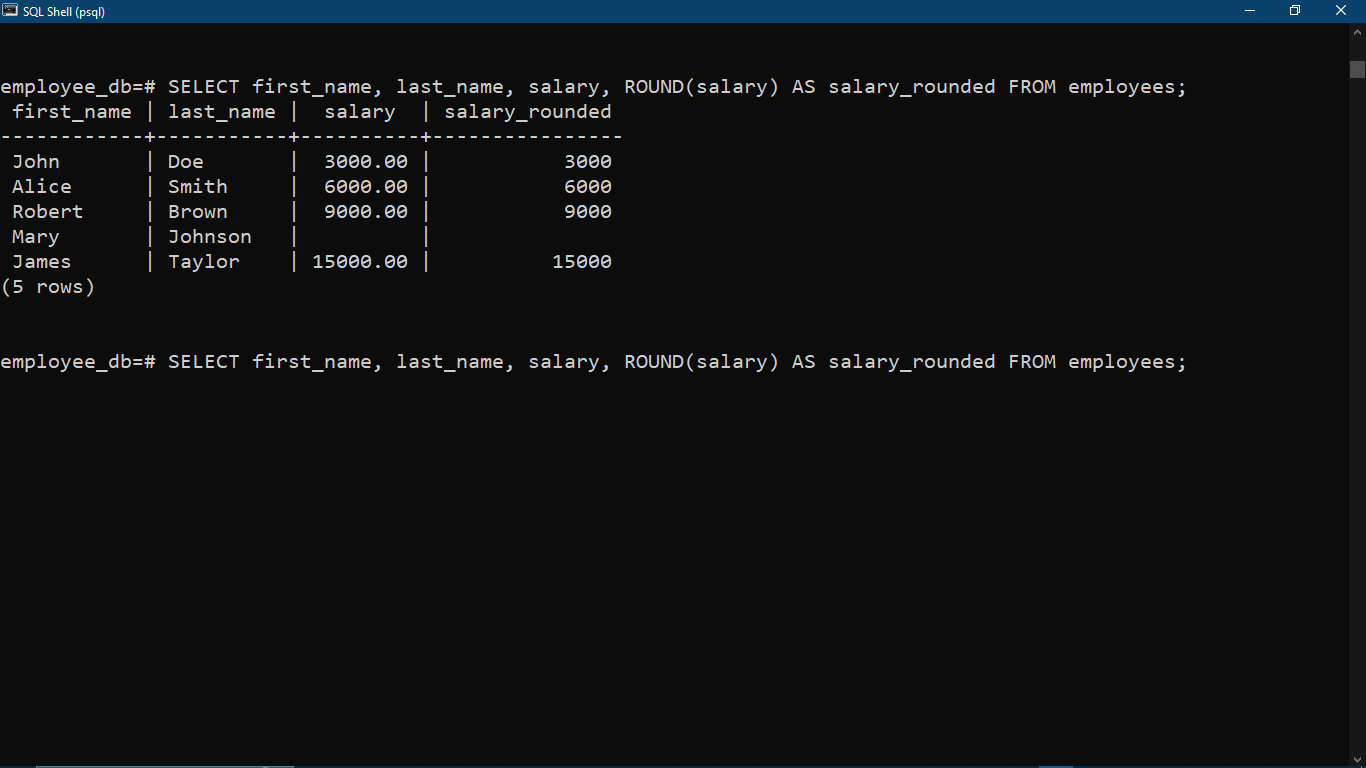 SQL Shell (psql)
employee_db=# SELECT first_name, last_name, salary, ROUND(salary) AS salary_rounded FROM employees;
 first_name | last_name |  salary  | salary_rounded
------------+-----------+----------+----------------
 John       | Doe       |  3000.00 |           3000
 Alice      | Smith     |  6000.00 |           6000
 Robert     | Brown     |  9000.00 |           9000
 Mary       | Johnson   |          |
 James      | Taylor    | 15000.00 |          15000
(5 rows)
employee_db=# SELECT first_name, last_name, salary, ROUND(salary) AS salary_rounded FROM employees;